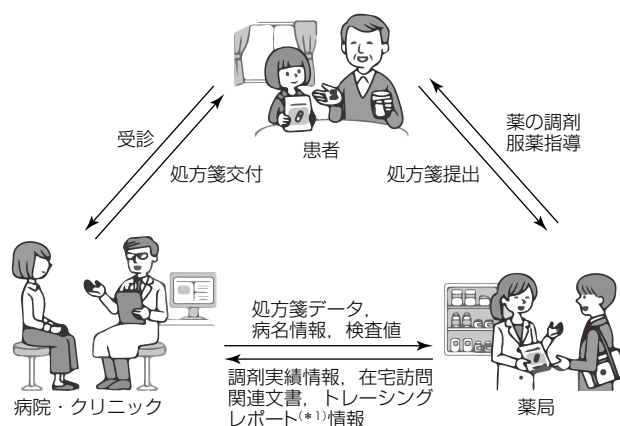 患者
受診
処方箋交付
薬の調剤
服薬指導
処方箋提出
処方箋データ，
病名情報，検査値
調剤実績情報，在宅訪問
関連文書，トレーシング
レポート(*1)情報
病院・クリニック
薬局